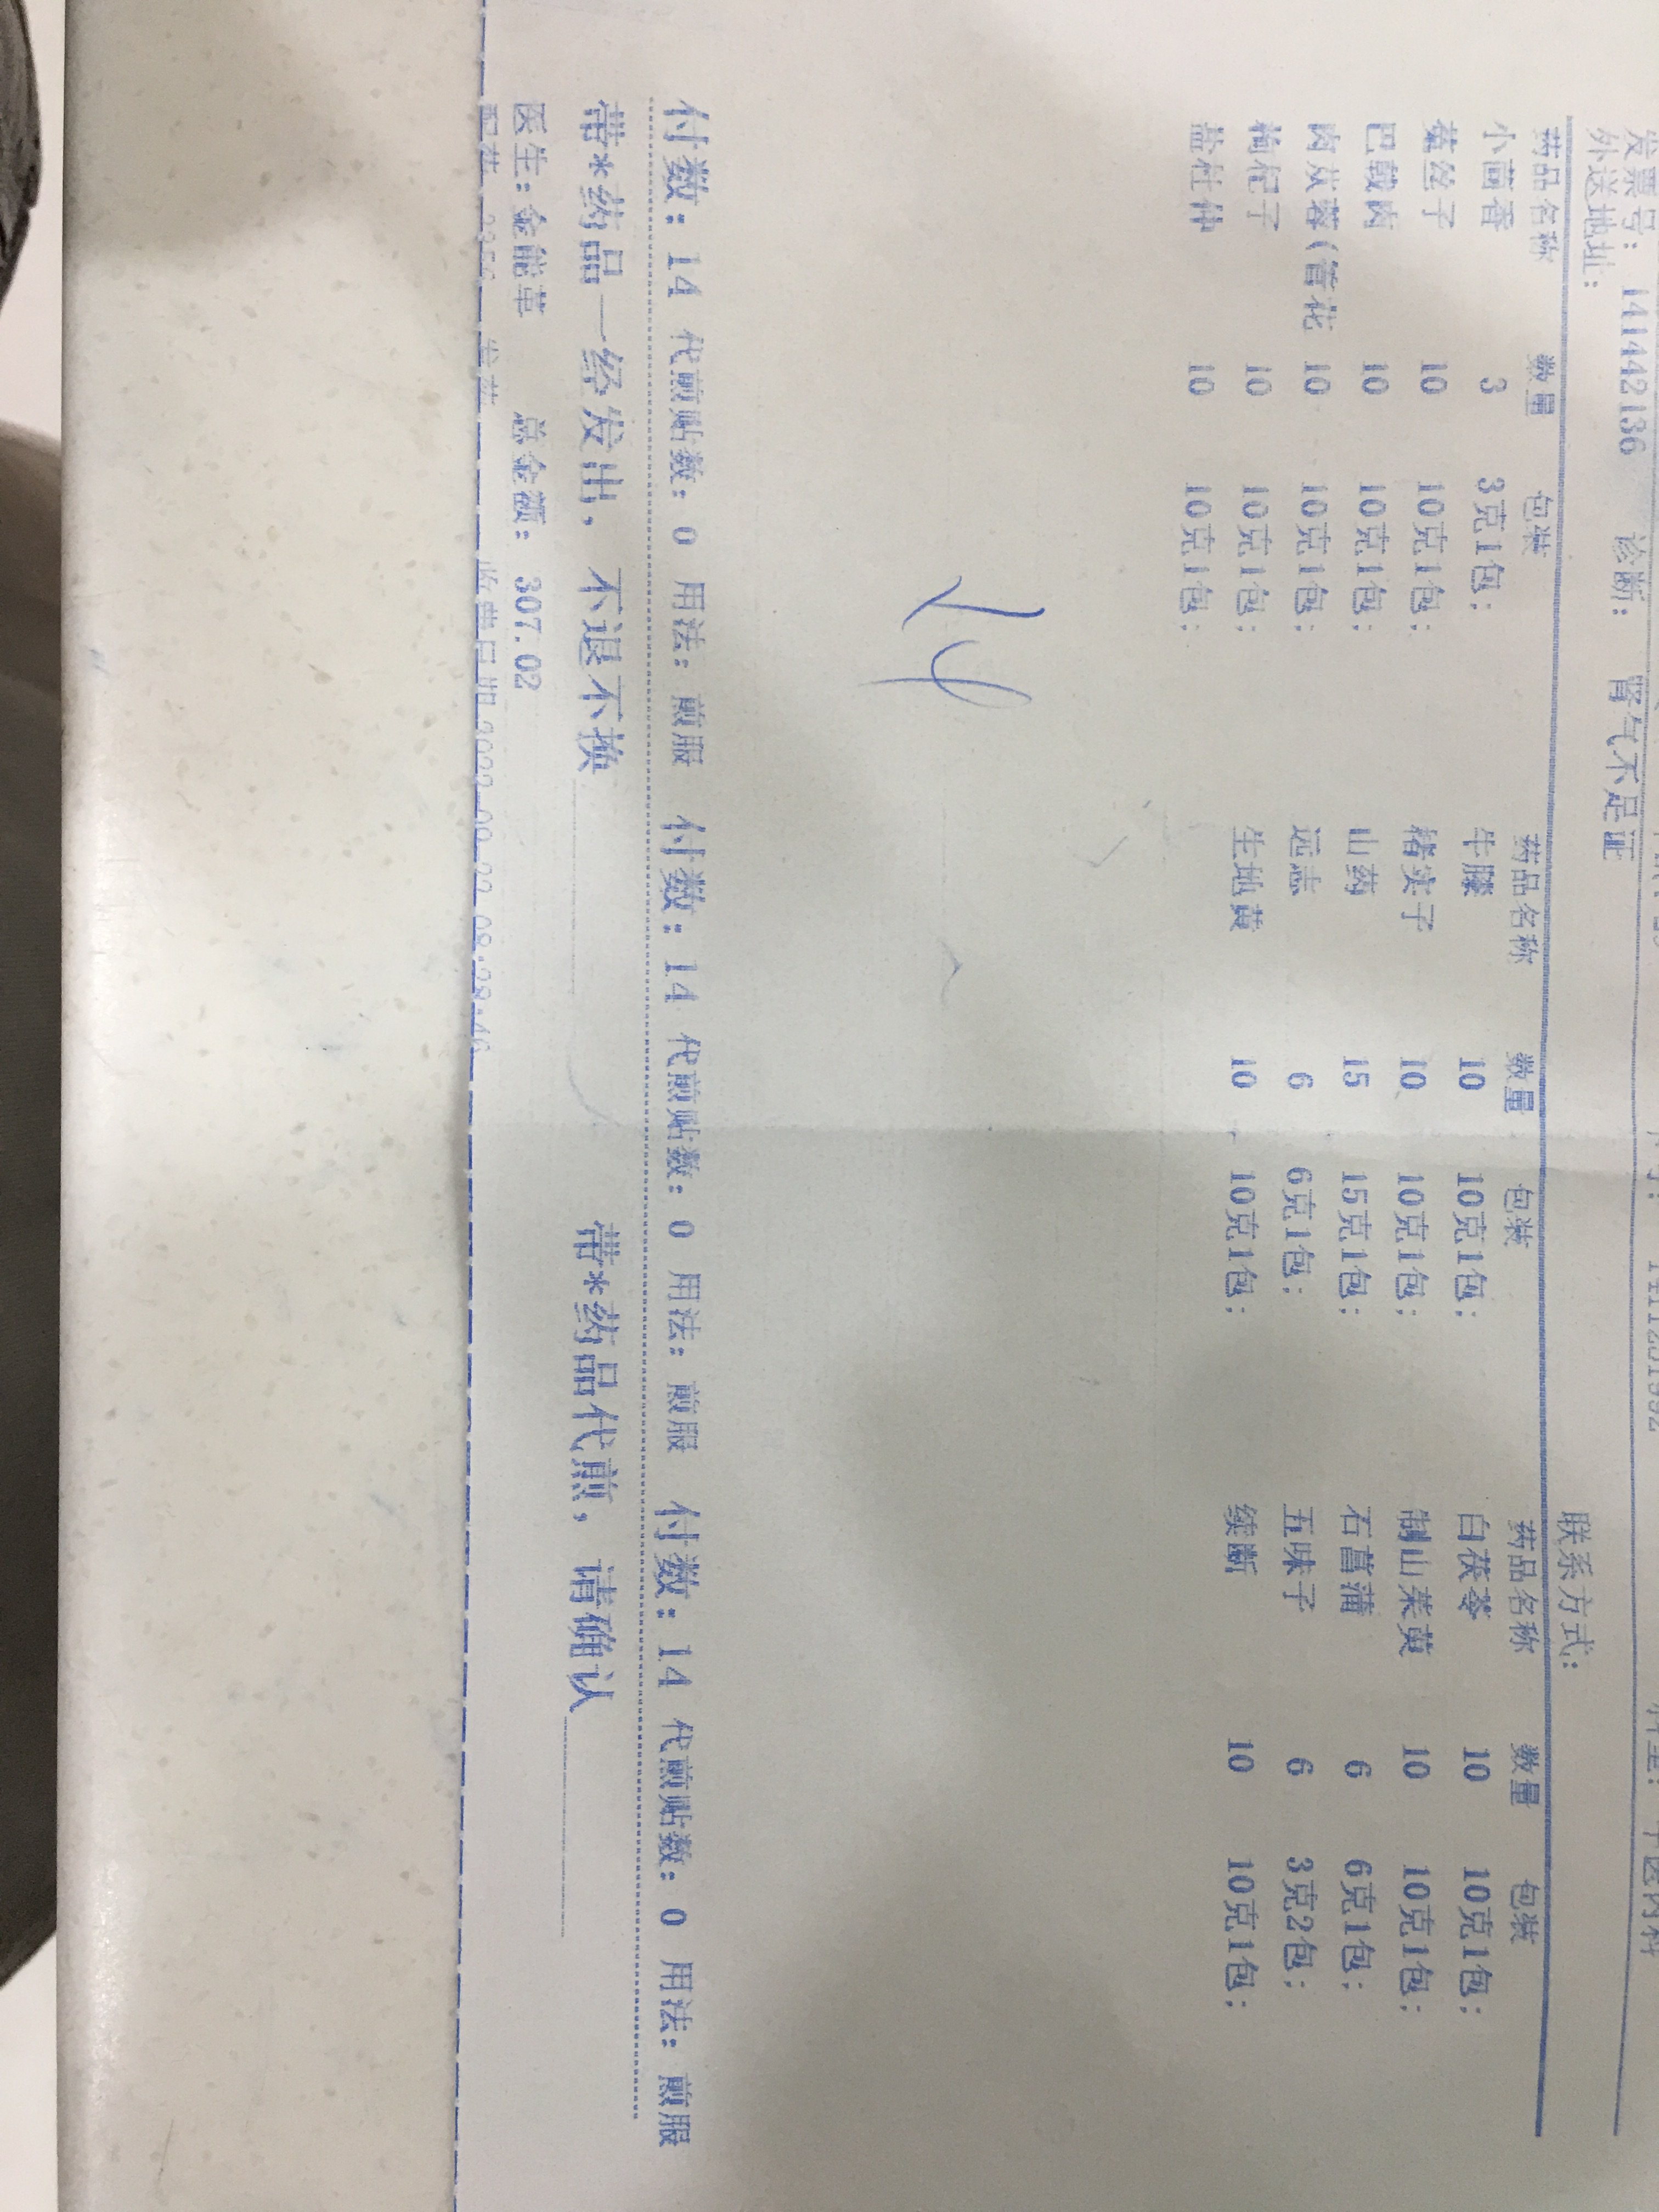 发票号: 141442136 诊断: 肾气不足证
外送地址: 联系方式:
药品名称 数量 包装 药品名称 数量 包装 药品名称 数量 包装
小茴香 3 3克1包; 牛膝 10 10克1包; 白茯苓 10 10克1包;
菟丝子 10 10克1包; 楮实子 10 10克1包; 制山茱萸 10 10克1包;
巴戟肉 10 10克1包; 山药 15 15克1包; 石菖蒲 6 6克1包;
肉苁蓉(管花 10 10克1包; 远志 6 6克1包; 五味子 6 3克2包;
枸杞子 10 10克1包; 生地黄 10 10克1包; 续断 10 10克1包;
盐杜仲 10 10克1包;
付数: 14 代煎贴数: 0 用法: 煎服 付数: 14 代煎贴数: 0 用法: 煎服 付数: 14 代煎贴数: 0 用法: 煎服
带*药品一经发出, 不退不换 带*药品代煎, 请确认
医生: 金能革 总金额: 307.02